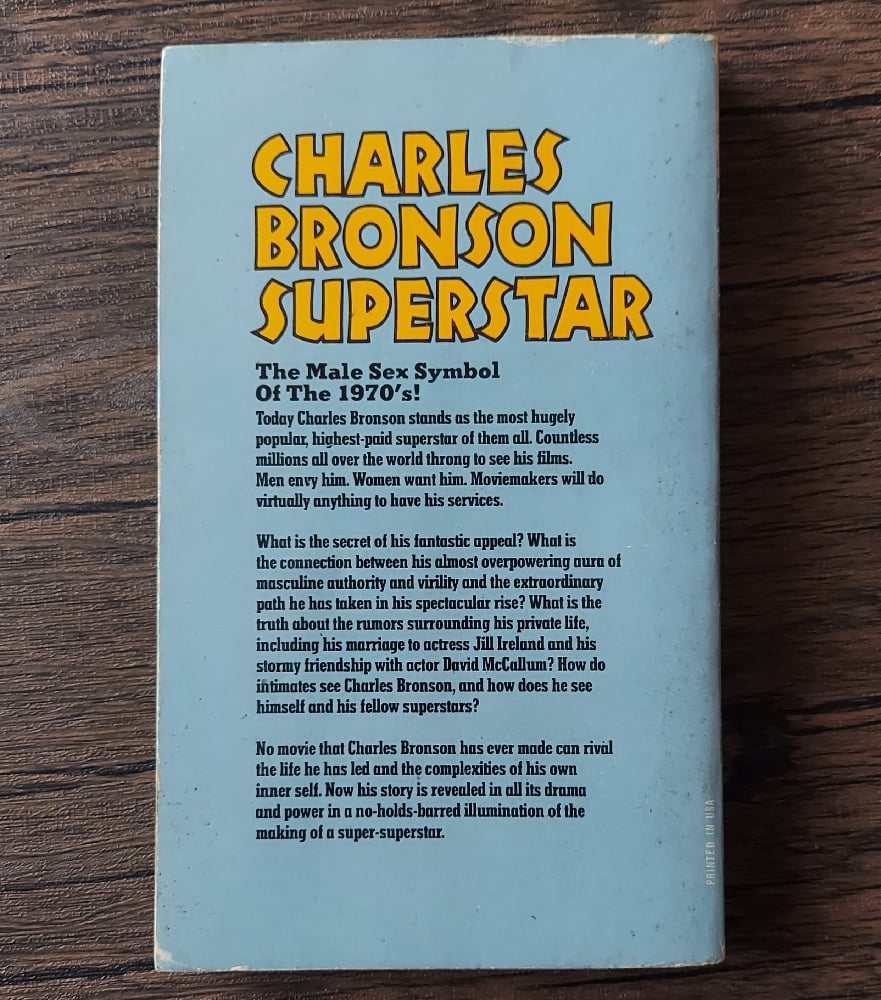 CHARLES
BRONSON
SUPERSTAR
The Male Sex Symbol
Of The 1970's!
Today Charles Bronson stands as the most hugely
popular, highest-paid superstar of them all. Countless
millions all over the world throng to see his films.
Men envy him. Women want him. Moviemakers will do
virtually anything to have his services.
What is the secret of his fantastic appeal? What is
the connection between his almost overpowering aura of
masculine authority and virility and the extraordinary
path he has taken in his spectacular rise? What is the
truth about the rumors surrounding his private life,
including his marriage to actress Jill Ireland and his
stormy friendship with actor David McCallum? How do
intimates see Charles Bronson, and how does he see
himself and his fellow superstars?
No movie that Charles Bronson has ever made can rival
the life he has led and the complexities of his own
inner self. Now his story is revealed in all its drama
and power in a no-holds-barred illumination of the
making of a super-superstar.
PRINTED IN USA